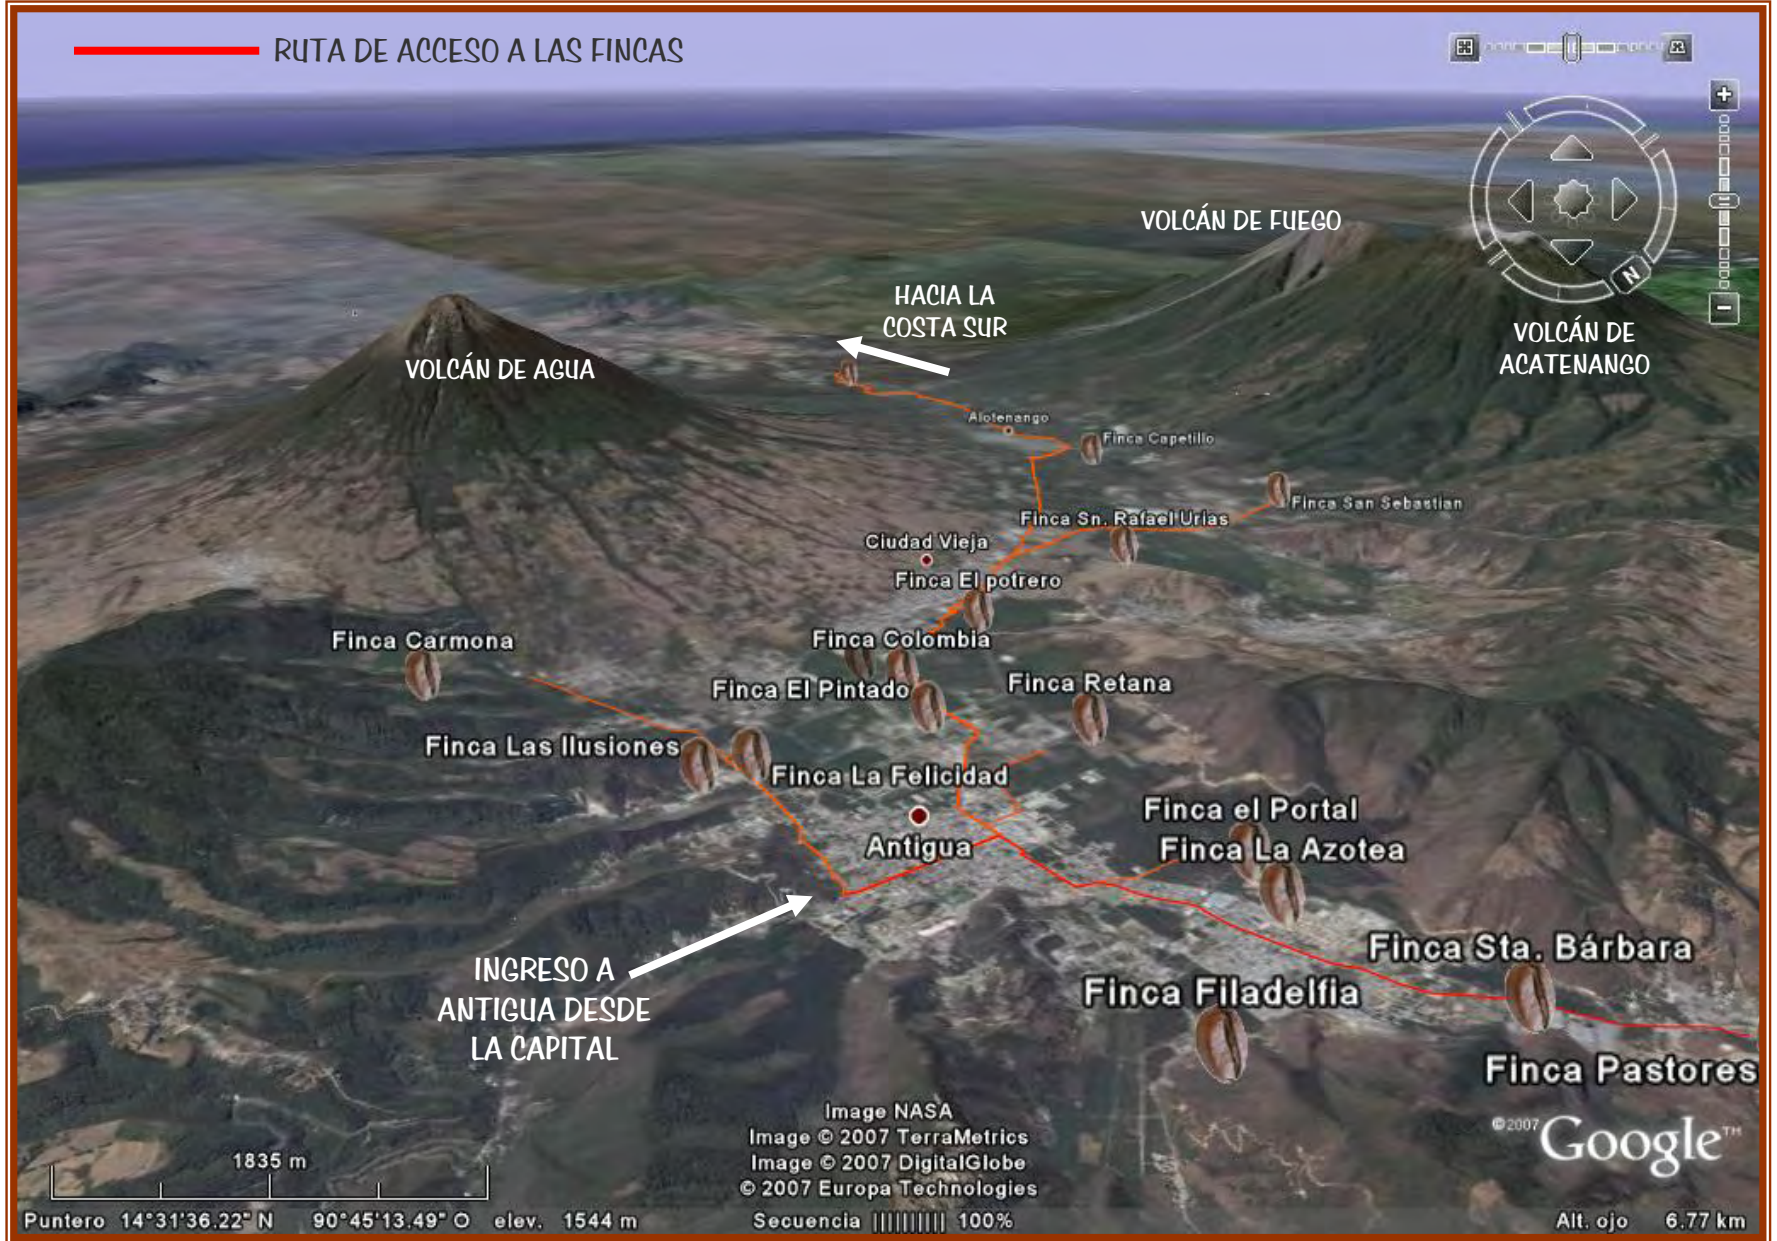 RUTA DE ACCESO A LAS FINCAS
VOLCÁN DE FUEGO
N
HACIA LA
COSTA SUR
VOLCÁN DE
ACATENANGO
VOLCÁN DE AGUA
Alotenango
Finca Capetillo
Finca San Sebastian
Finca Sn. Rafael Urias
Ciudad Vieja
Finca El potrero
Finca Carmona
Finca Colombia
Finca El Pintado
Finca Retana
Finca Las Ilusiones
Finca La Felicidad
Antigua
Finca el Portal
Finca La Azotea
Finca Sta. Bárbara
Finca Filadelfia
INGRESO A
ANTIGUA DESDE
LA CAPITAL
Finca Pastores
Image NASA
Image © 2007 TerraMetrics
Image © 2007 DigitalGlobe
© 2007 Europa Technologies
©2007 Google™
1835 m
Puntero 14°31'36.22" N 90°45'13.49" O elev. 1544 m
Secuencia |||||||||| 100%
Alt. ojo 6.77 km